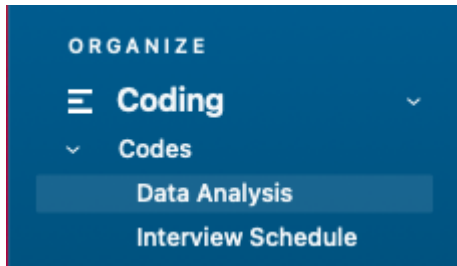 ORGANIZE
Coding
Codes
Data Analysis
Interview Schedule